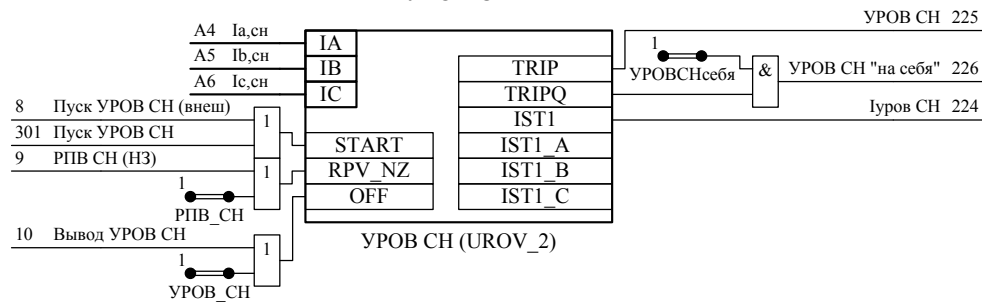 УРОВ СН 225
A4 Ia,сн
IA
1
A5 Ib,сн
IB
TRIP
УРОВСНсебя
&
УРОВ СН "на себя" 226
A6 Ic,сн
IC
TRIPQ
8 Пуск УРОВ СН (внеш)
1
IST1
Iуров СН 224
301 Пуск УРОВ СН
START
IST1_A
9 РПВ СН (НЗ)
1
RPV_NZ
IST1_B
1
OFF
IST1_C
РПВ_СН
10 Вывод УРОВ СН
1
УРОВ СН (UROV_2)
1
УРОВ_СН